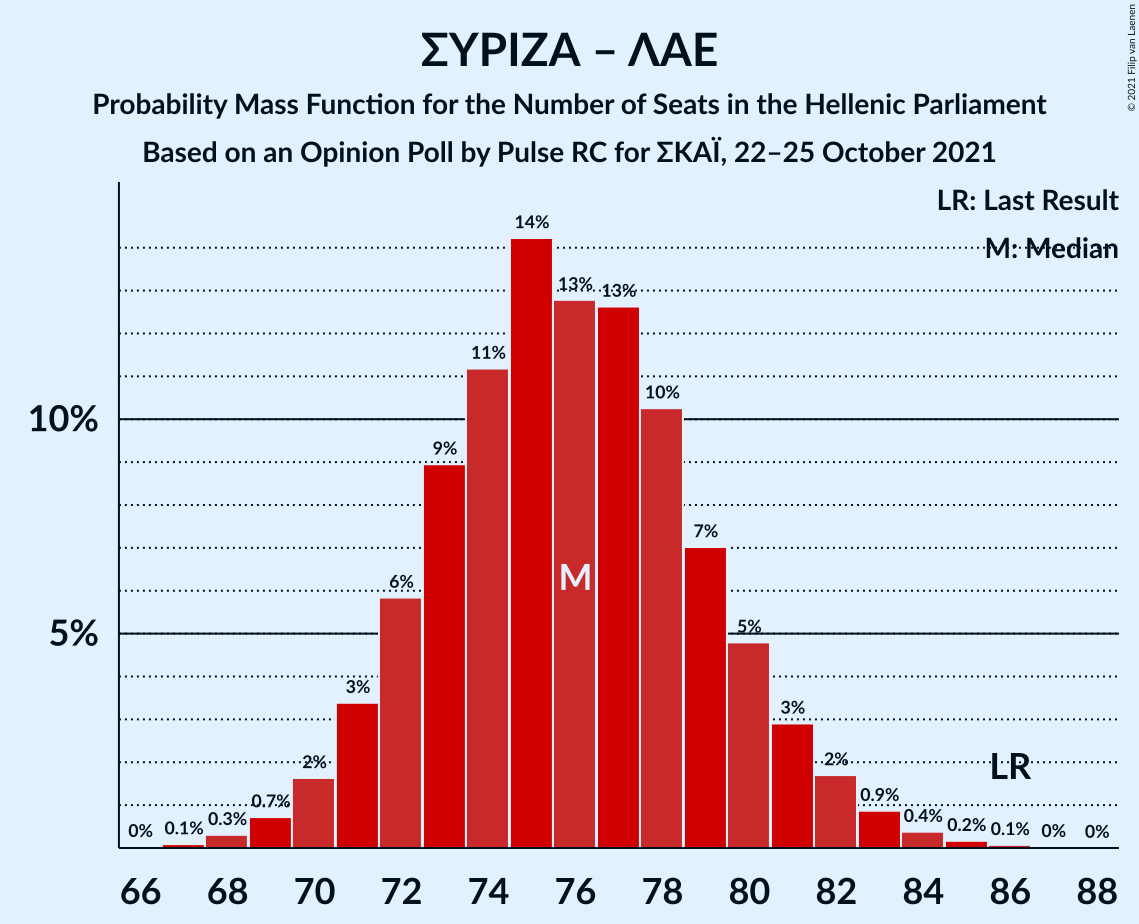 ΣΥΡΙΖΑ – ΛΑΕ
Probability Mass Function for the Number of Seats in the Hellenic Parliament
Based on an Opinion Poll by Pulse RC for ΣΚΑΪ, 22–25 October 2021
© 2021 Filip van Laenen
LR: Last Result
M: Median
10%
5%
0%
0.1%
0.3%
0.7%
2%
3%
6%
9%
11%
14%
13%
13%
10%
7%
5%
3%
2%
0.9%
0.4%
0.2%
0.1%
0%
0%
M
LR
66 68 70 72 74 76 78 80 82 84 86 88